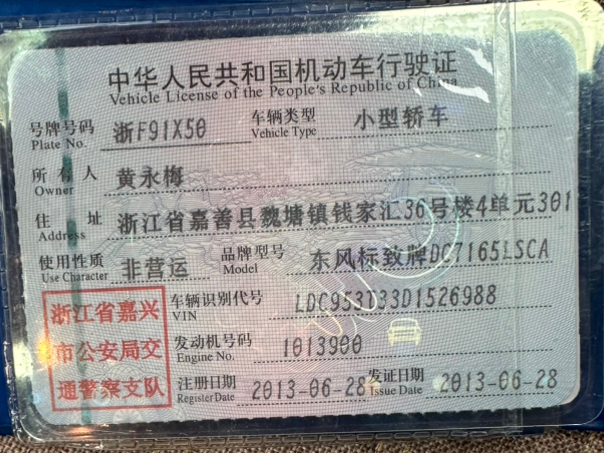 中华人民共和国机动车行驶证
Vehicle License of the People's Republic of China
号牌号码 浙F91X50 车辆类型 小型轿车
Plate No. Vehicle Type
所有人 黄永梅
Owner
住址 浙江省嘉善县魏塘镇钱家汇36号楼4单元301
Address
使用性质 非营运 品牌型号 东风标致牌DC7165LSCA
Use Character Model
浙江省嘉兴 车辆识别代号 LDC953T33D1526988
VIN
市公安局交 发动机号码 1013900
Engine No.
通警察支队 注册日期 2013-06-28 发证日期 2013-06-28
Register Date Issue Date